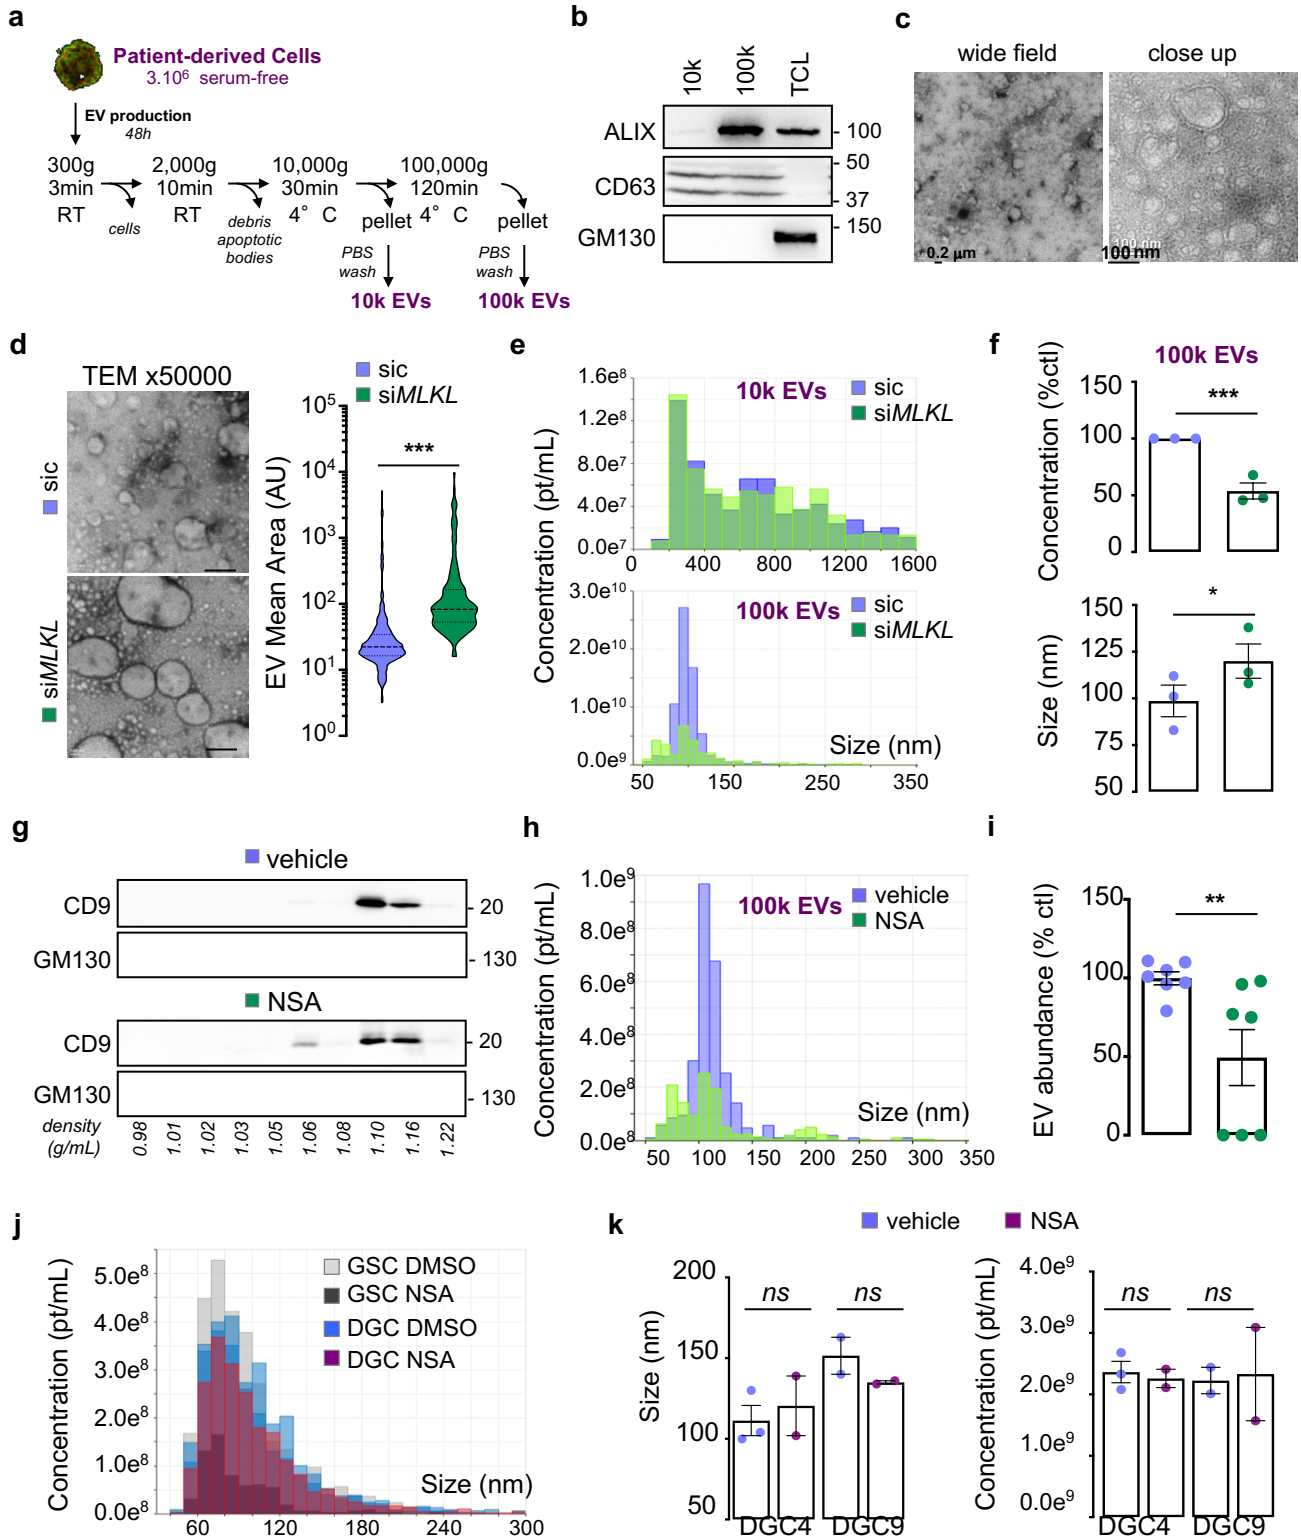 a
Patient-derived Cells
3.10⁶ serum-free
EV production
48h
300g
3min
RT
cells
2,000g
10min
RT
debris
apoptotic
bodies
10,000g
30min
4° C
pellet
PBS
wash
10k EVs
100,000g
120min
4° C
pellet
PBS
wash
100k EVs
b
10k 100k TCL
ALIX - 100
CD63 50 - 37
GM130 - 150
c
wide field close up
0.2 µm
100 nm
100 nm
d
TEM x50000
sic
siMLKL
sic
siMLKL
***
EV Mean Area (AU)
10⁵
10⁴
10³
10²
10¹
10⁰
e
10k EVs
sic
siMLKL
Concentration (pt/mL)
1.6e⁸
1.2e⁸
8.0e⁷
4.0e⁷
0.0e⁷
0 400 800 1200 1600
100k EVs
sic
siMLKL
3.0e¹⁰
2.0e¹⁰
1.0e¹⁰
0.0e⁹
Size (nm)
50 150 250 350
f
100k EVs
Concentration (%ctl)
150
100
50
0
***
Size (nm)
150
125
100
75
50
*
g
vehicle
CD9 - 20
GM130 - 130
NSA
CD9 - 20
GM130 - 130
density
(g/mL)
0.98 1.01 1.02 1.03 1.05 1.06 1.08 1.10 1.16 1.22
h
100k EVs
vehicle
NSA
Concentration (pt/mL)
1.0e⁹
8.0e⁸
6.0e⁸
4.0e⁸
2.0e⁸
0.0e⁸
Size (nm)
50 100 150 200 250 300 350
i
EV abundance (% ctl)
150
100
50
0
**
j
GSC DMSO
GSC NSA
DGC DMSO
DGC NSA
Concentration (pt/mL)
5.0e⁸
4.0e⁸
3.0e⁸
2.0e⁸
1.0e⁸
0.0e⁸
Size (nm)
60 120 180 240 300
k
vehicle NSA
Size (nm)
200
150
100
50
ns ns
DGC4 DGC9
Concentration (pt/mL)
4.0e⁹
3.0e⁹
2.0e⁹
1.0e⁹
0.0e⁹
ns ns
DGC4 DGC9